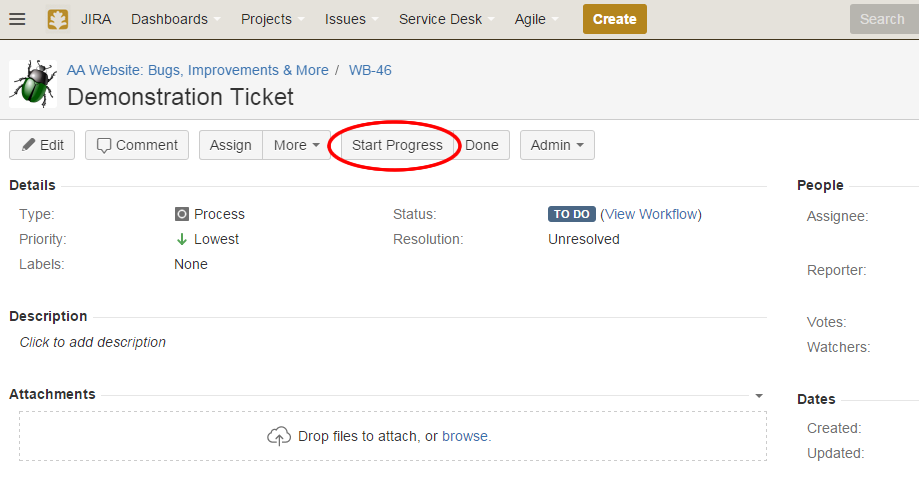 JIRA Dashboards Projects Issues Service Desk Agile Create Search
AA Website: Bugs, Improvements & More / WB-46
Demonstration Ticket
Edit Comment Assign More Start Progress Done Admin
Details
Type: Process
Priority: Lowest
Labels: None
Status: TO DO (View Workflow)
Resolution: Unresolved
Description
Click to add description
Attachments
Drop files to attach, or browse.
People
Assignee:
Reporter:
Votes:
Watchers:
Dates
Created:
Updated: